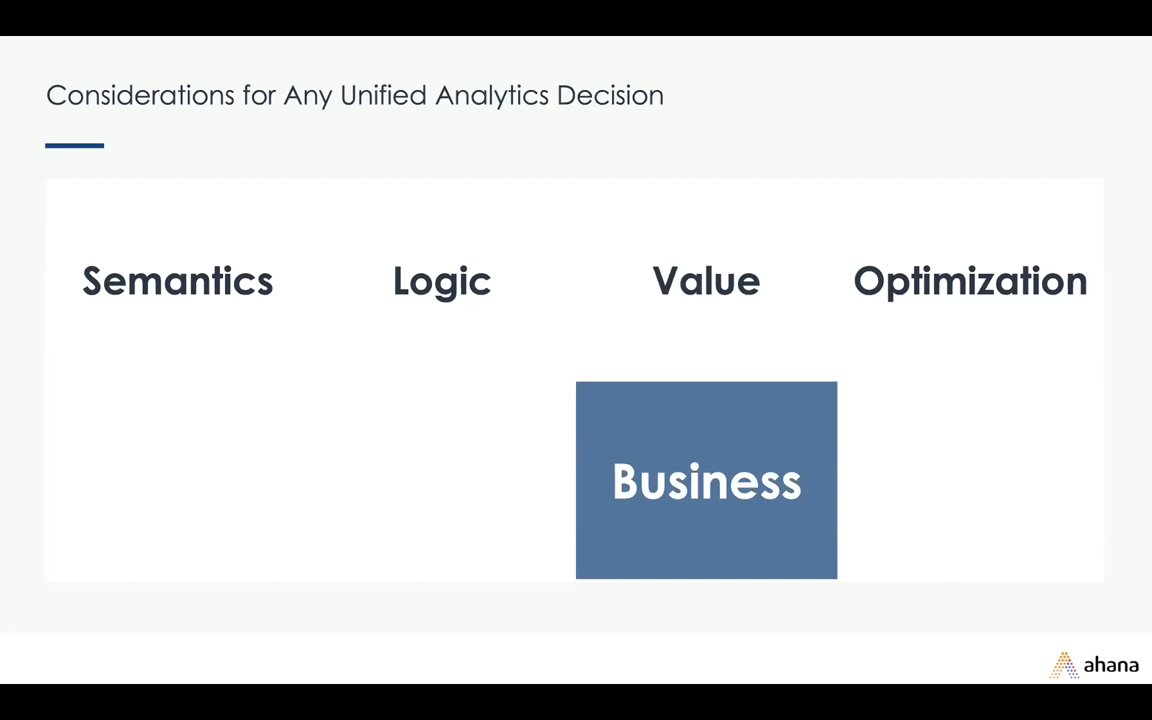 Considerations for Any Unified Analytics Decision
Semantics Logic Value Optimization
Business
ahana